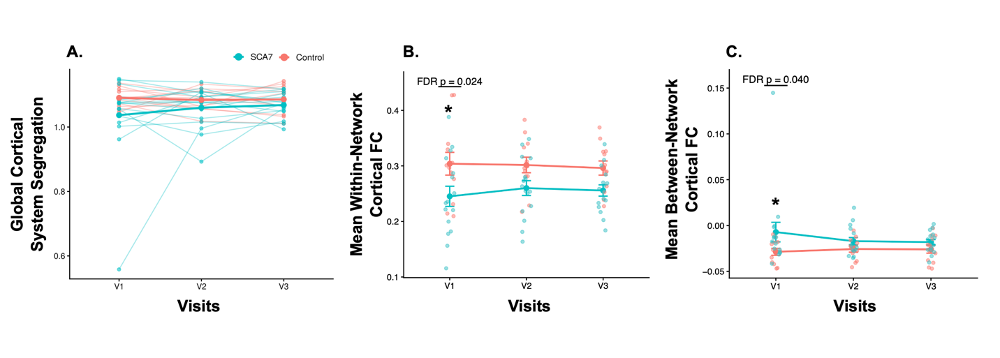 A.
SCA7
Control
Global Cortical
System Segregation
1.0
0.8
0.6
V1
V2
V3
Visits
B.
FDR p = 0.024
*
Mean Within-Network
Cortical FC
0.4
0.3
0.2
0.1
V1
V2
V3
Visits
C.
FDR p = 0.040
*
Mean Between-Network
Cortical FC
0.15
0.10
0.05
0.00
−0.05
V1
V2
V3
Visits